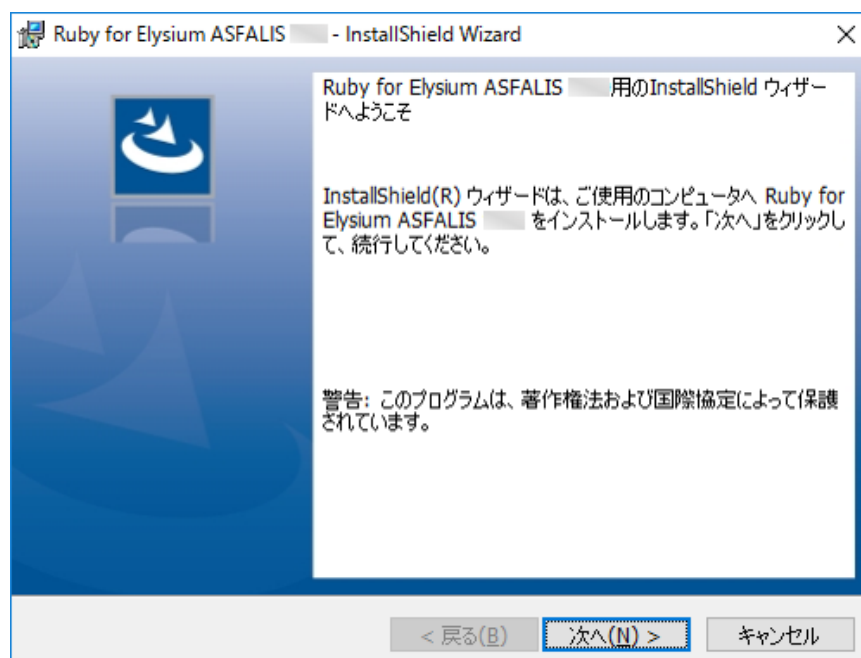 Ruby for Elysium ASFALIS - InstallShield Wizard
Ruby for Elysium ASFALIS 用のInstallShield ウィザー
ドへようこそ
InstallShield(R) ウィザードは、ご使用のコンピュータへ Ruby for
Elysium ASFALIS をインストールします。「次へ」をクリックし
て、続行してください。
警告: このプログラムは、著作権法および国際協定によって保護
されています。
< 戻る(B)
次へ(N) >
キャンセル